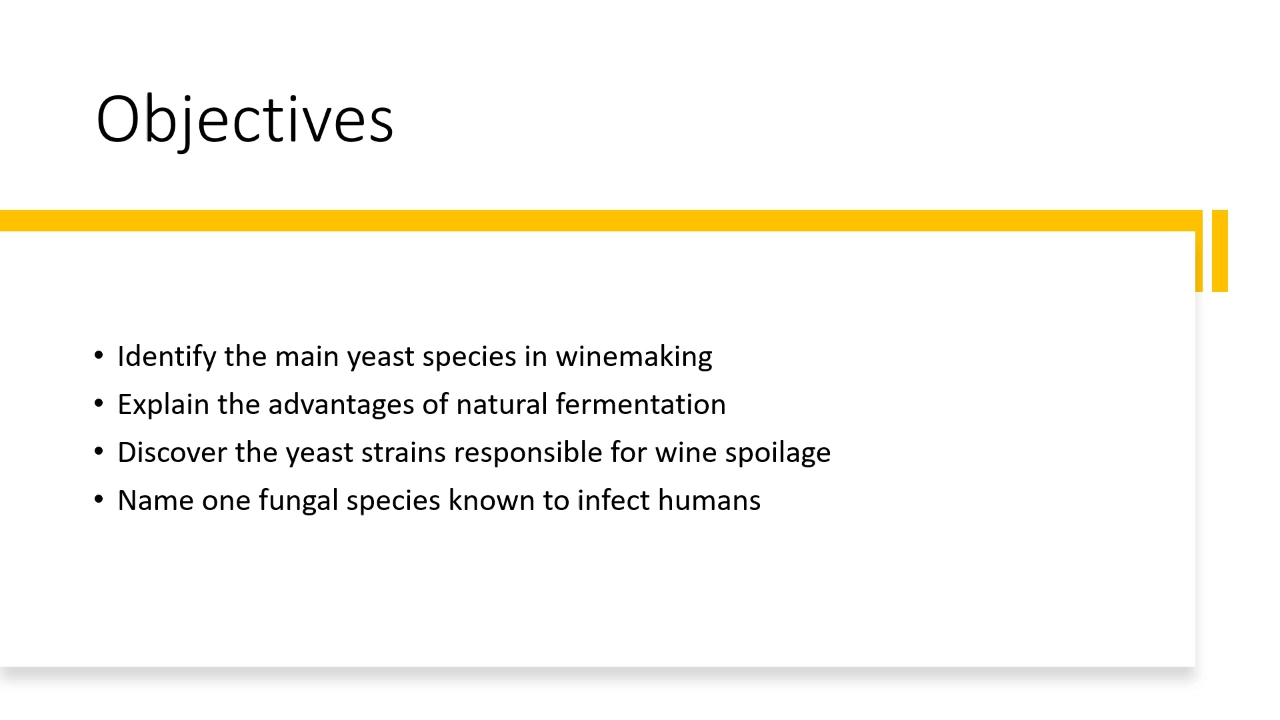 Objectives
• Identify the main yeast species in winemaking
• Explain the advantages of natural fermentation
• Discover the yeast strains responsible for wine spoilage
• Name one fungal species known to infect humans